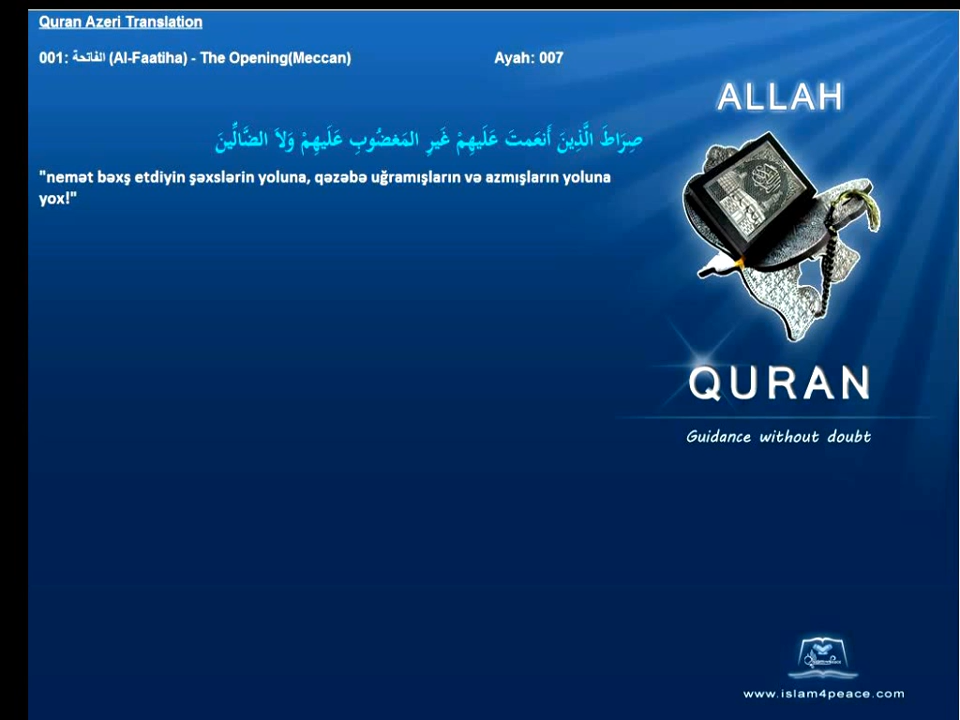 Quran Azeri Translation
001: الفاتحة (Al-Faatiha) - The Opening(Meccan) Ayah: 007
ALLAH
صِرَاطَ الَّذِينَ أَنعَمتَ عَلَيهِمْ غَيرِ المَغضُوبِ عَلَيهِمْ وَلاَ الضَّالِّينَ
"nemət bəxş etdiyin şəxslərin yoluna, qəzəbə uğramışların və azmışların yoluna
yox!"
QURAN
Guidance without doubt
www.islam4peace.com